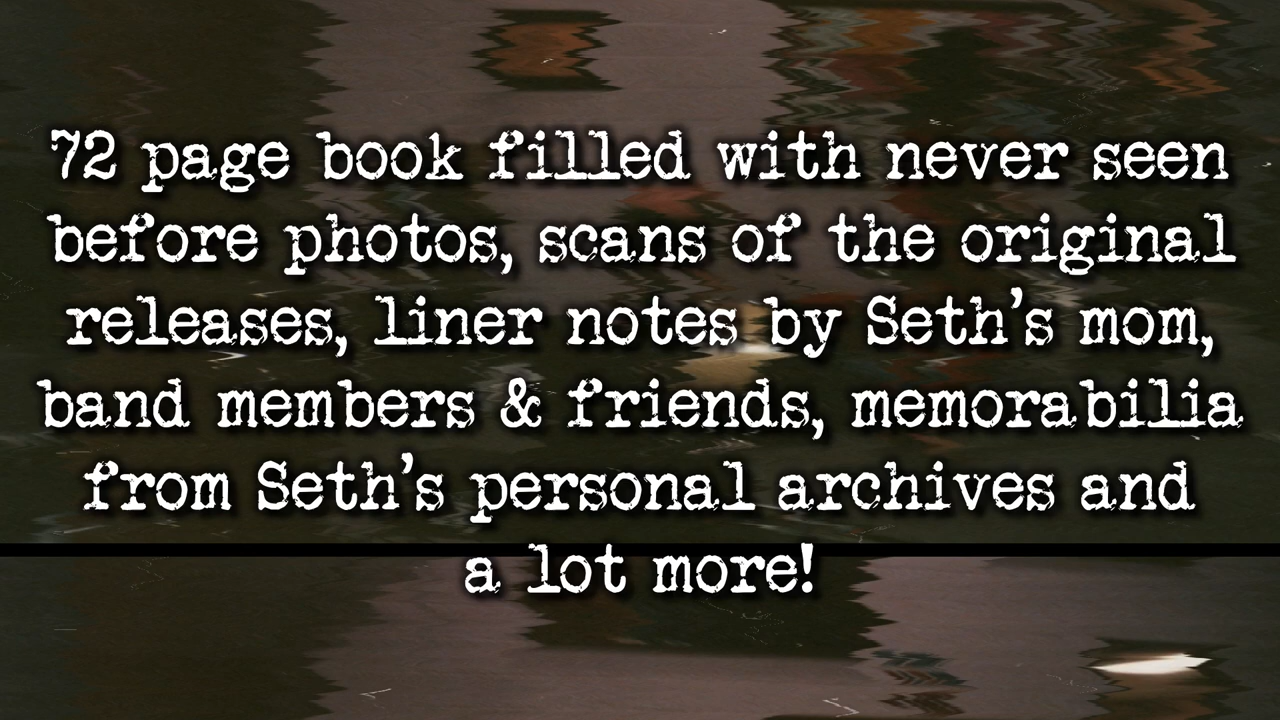 72 page book filled with never seen
before photos, scans of the original
releases, liner notes by Seth's mom,
band members & friends, memorabilia
from Seth's personal archives and
a lot more!